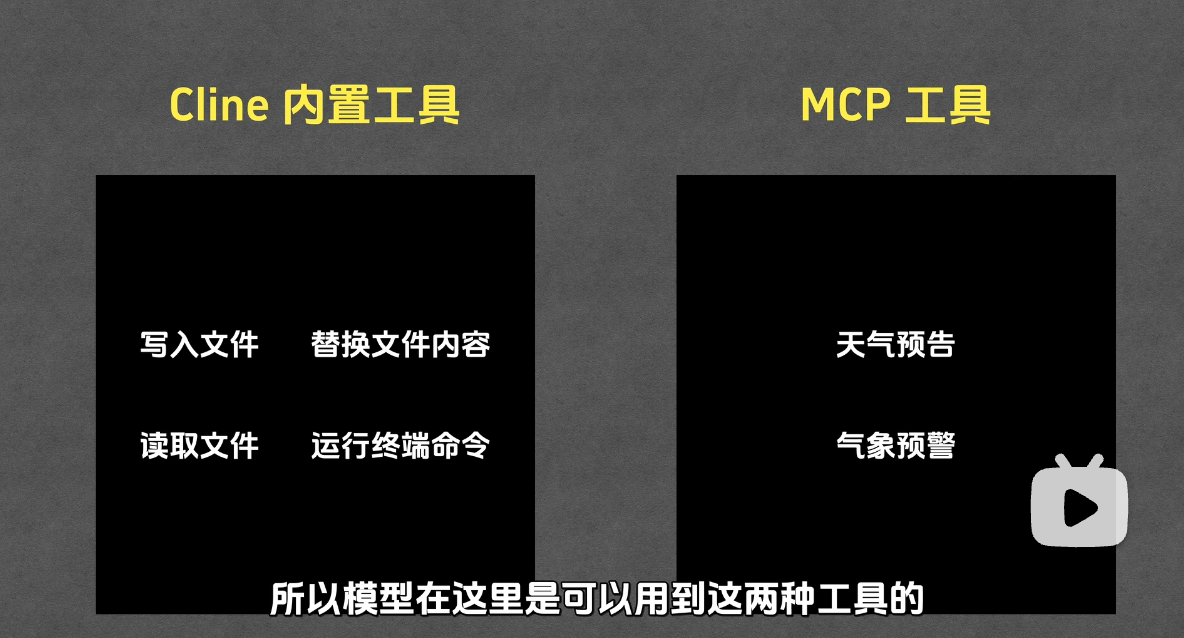 Cline 内置工具
MCP 工具
写入文件 替换文件内容
读取文件 运行终端命令
天气预告
气象预警
所以模型在这里是可以用到这两种工具的